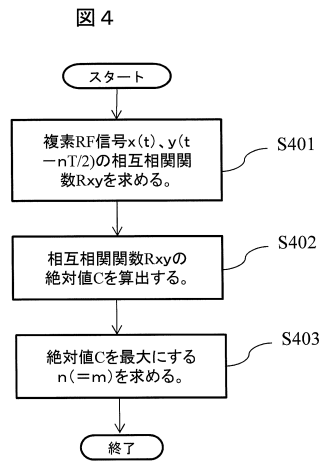 図４
スタート
複素RF信号ｘ(t)、ｙ(t
－ｎT/2)の相互相関関
数Rxyを求める。
S401
相互相関関数Rxyの
絶対値Cを算出する。
S402
絶対値Cを最大にする
ｎ(＝ｍ)を求める。
S403
終了